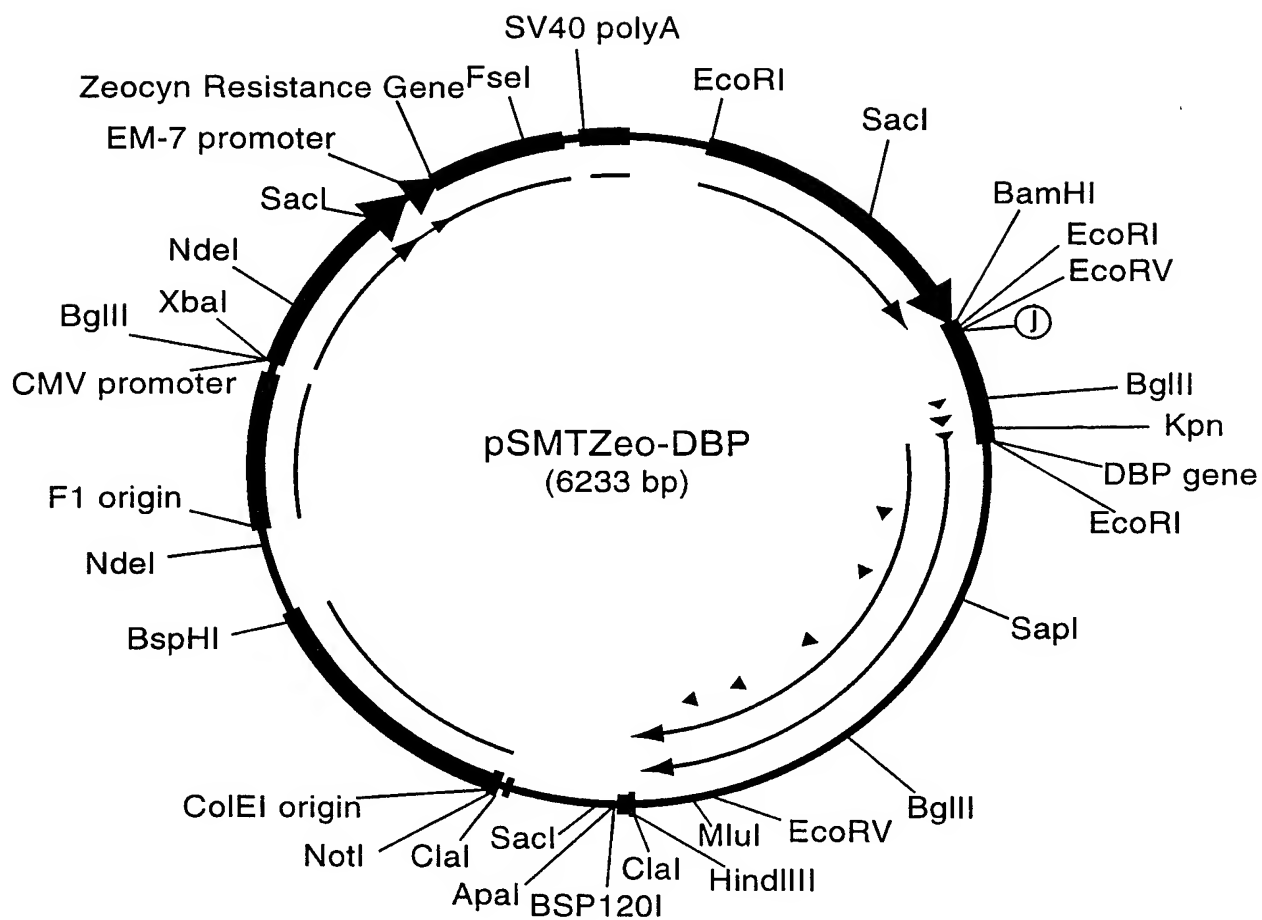 SV40 polyA
Zeocyn Resistance Gene
FseI
EcoRI
EM-7 promoter
SacI
SacI
BamHI
NdeI
EcoRI
XbaI
EcoRV
BglII
J
CMV promoter
BglII
Kpn
pSMTZeo-DBP
(6233 bp)
DBP gene
F1 origin
EcoRI
NdeI
BspHI
SapI
ColEI origin
BglII
NotI
ClaI
SacI
MluI
EcoRV
ApaI
BSP120I
ClaI
HindIIII